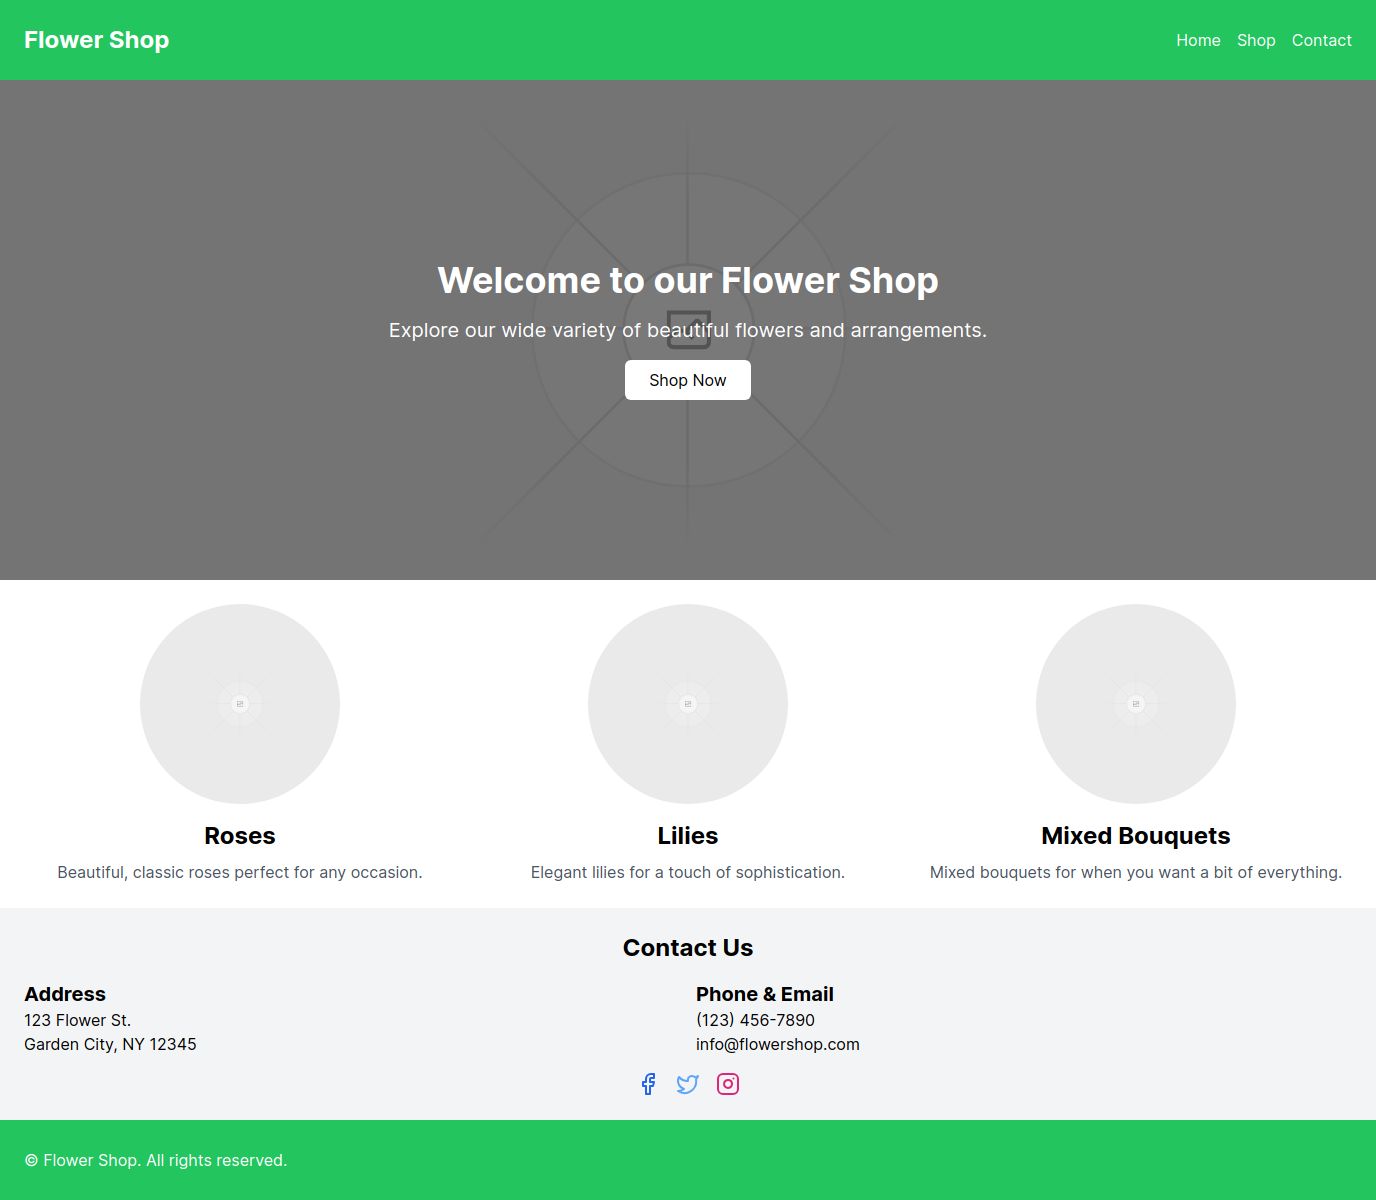 Flower Shop
Home Shop Contact
Welcome to our Flower Shop
Explore our wide variety of beautiful flowers and arrangements.
Shop Now
Roses
Beautiful, classic roses perfect for any occasion.
Lilies
Elegant lilies for a touch of sophistication.
Mixed Bouquets
Mixed bouquets for when you want a bit of everything.
Contact Us
Address
123 Flower St.
Garden City, NY 12345
Phone & Email
(123) 456-7890
info@flowershop.com
© Flower Shop. All rights reserved.